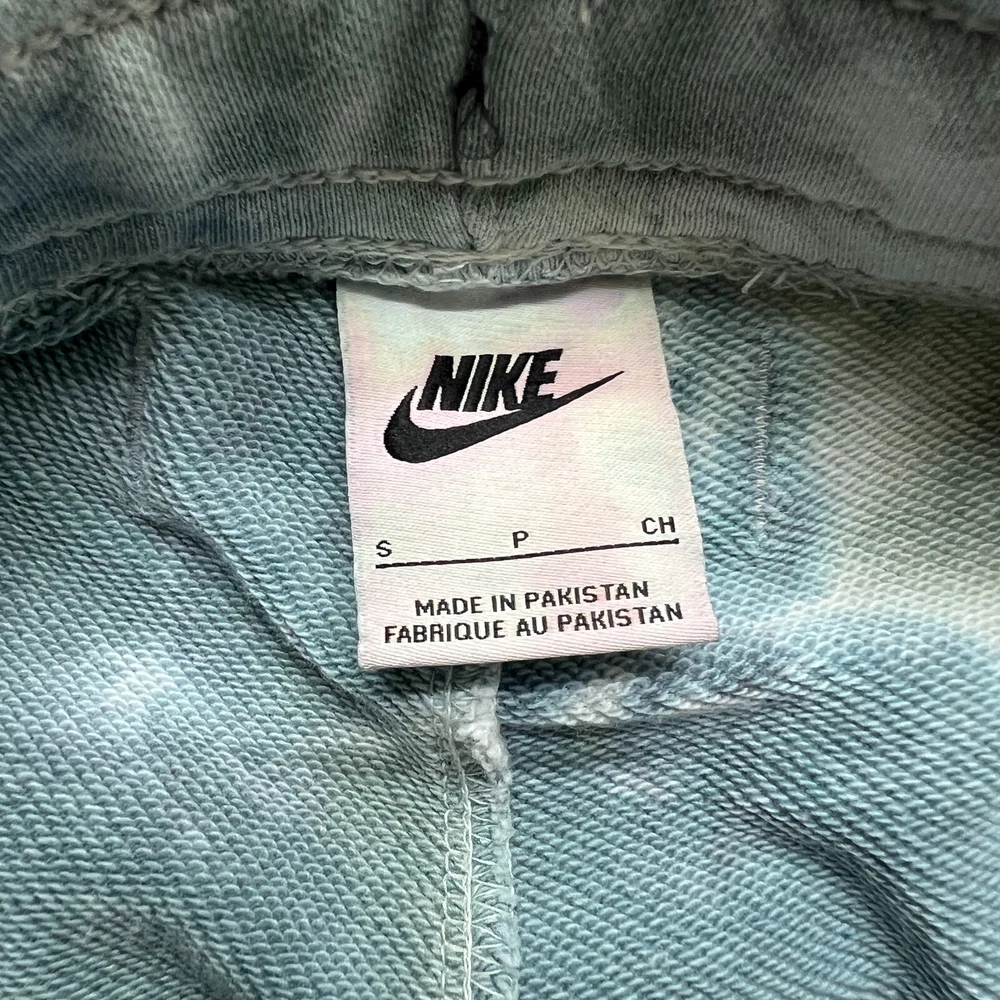 NIKE
S P CH
MADE IN PAKISTAN
FABRIQUE AU PAKISTAN